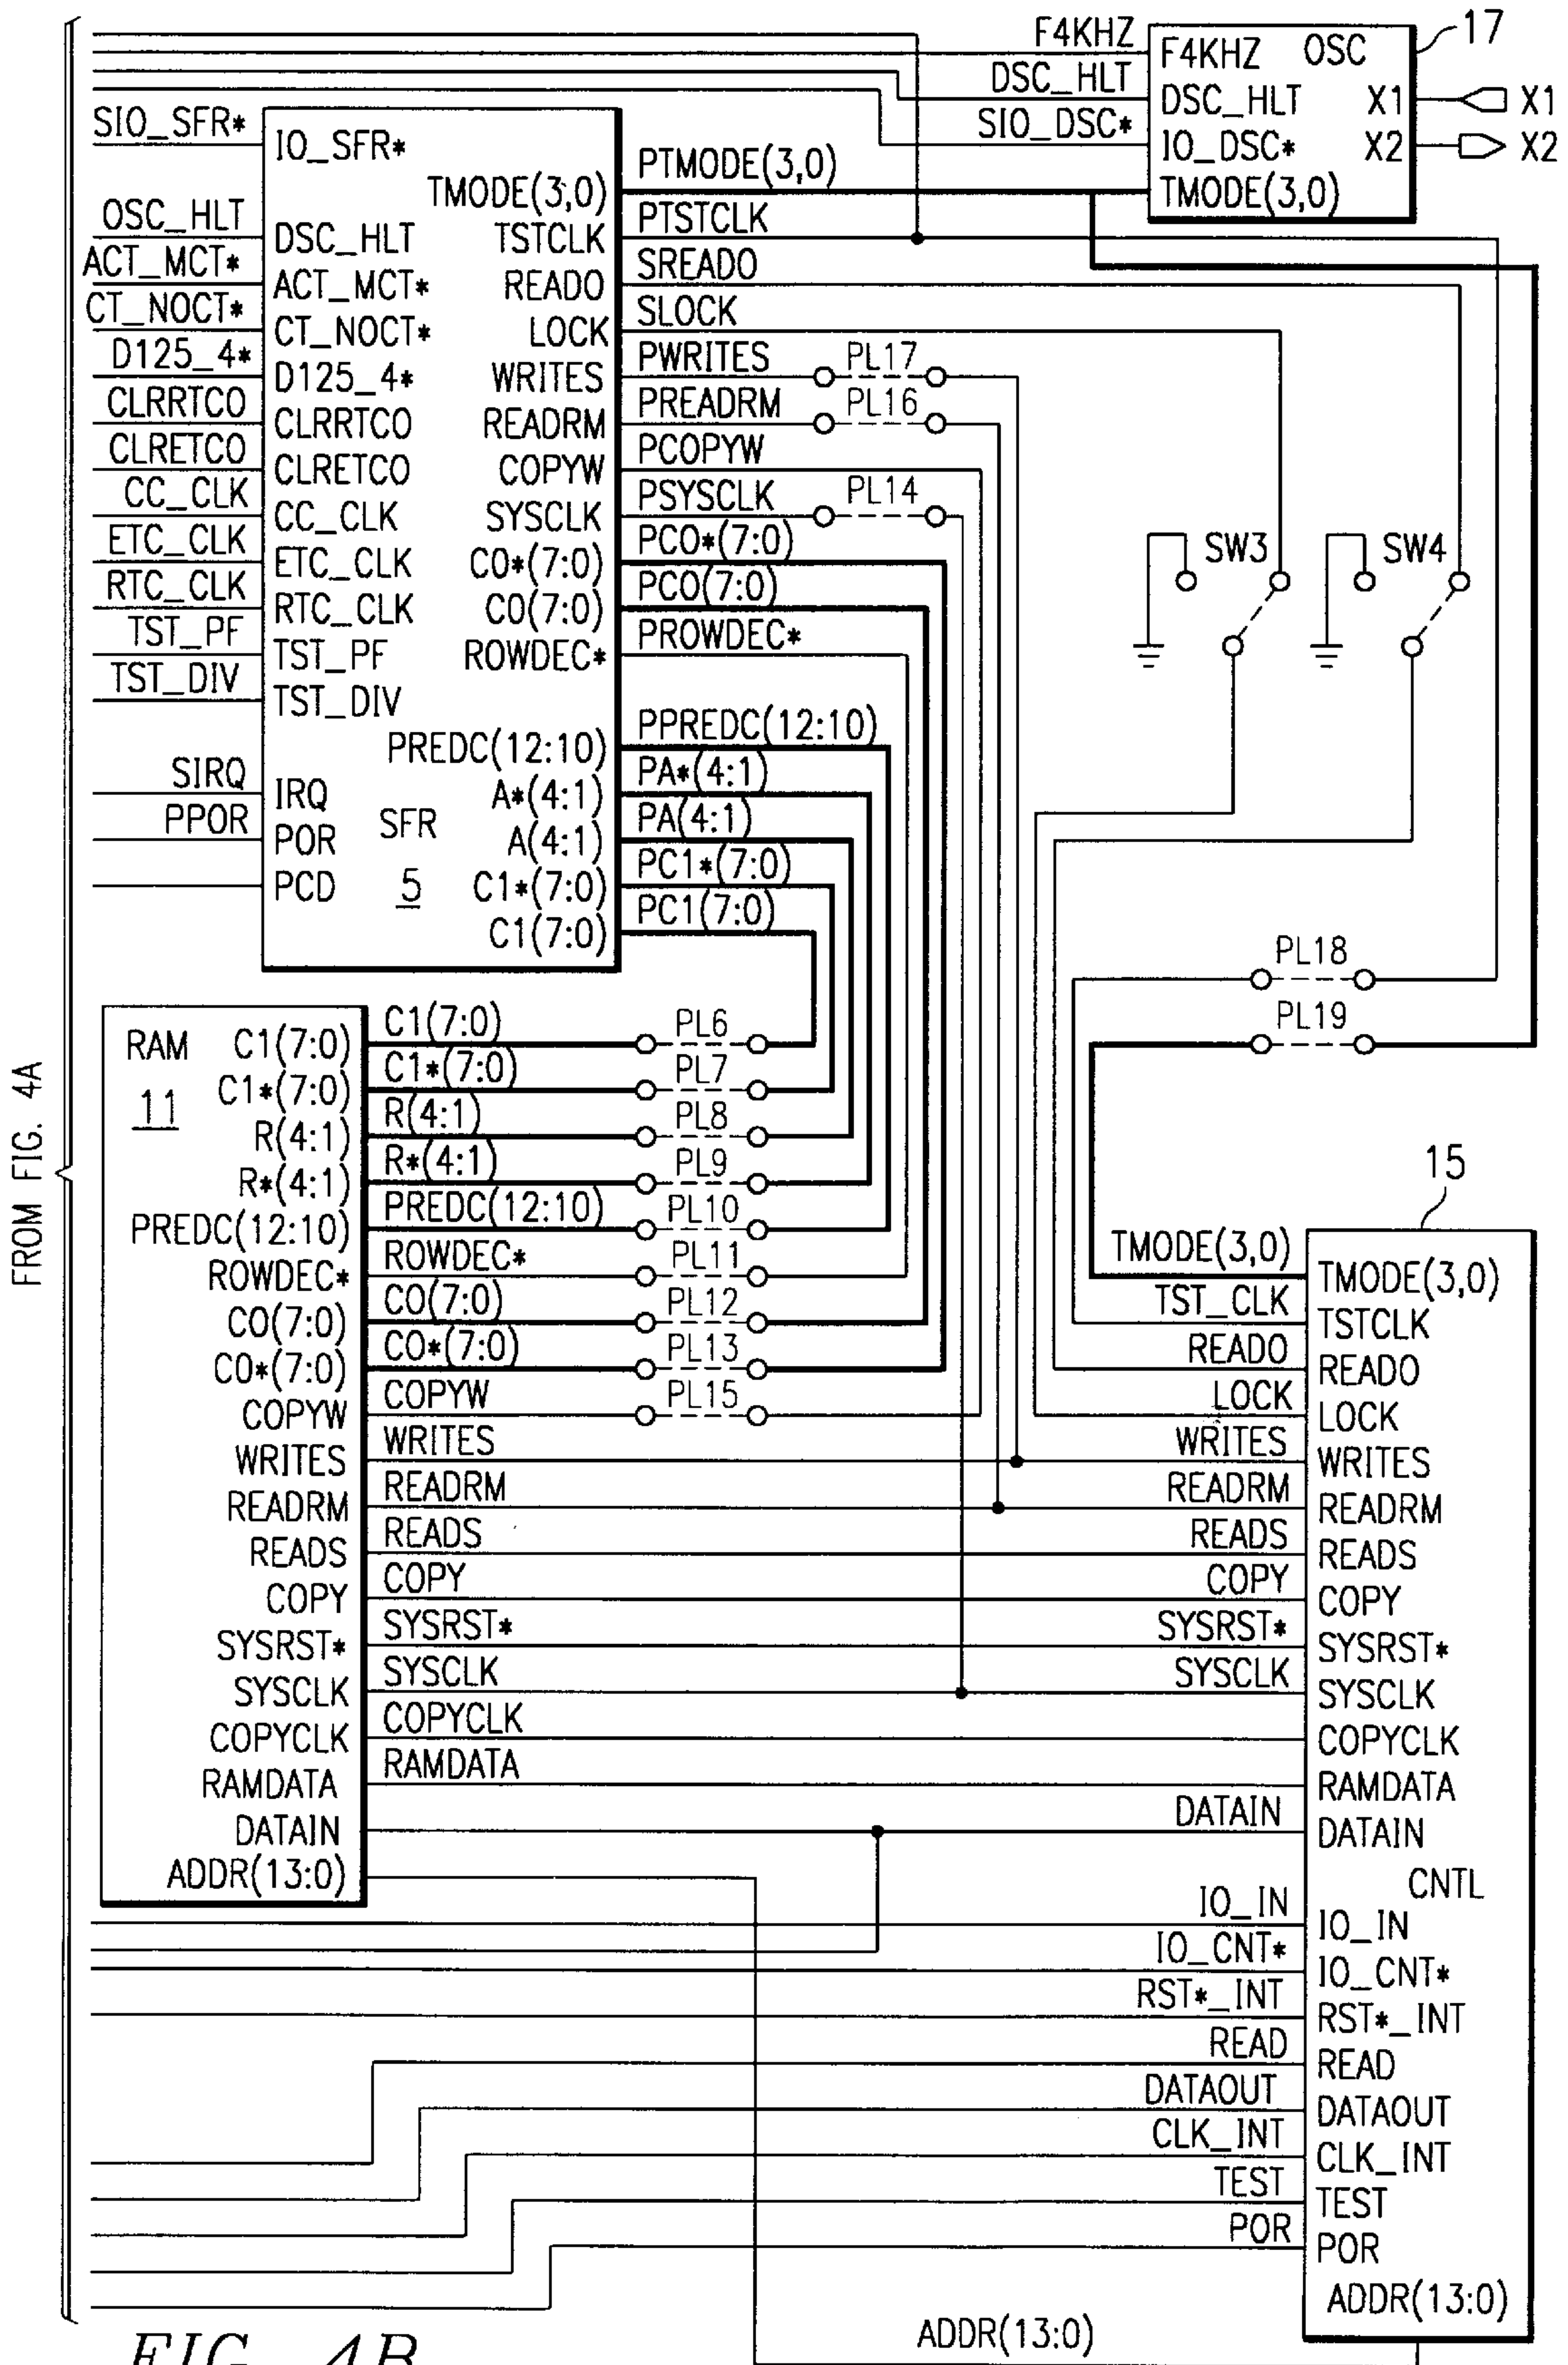 FROM FIG. 4A
F4KHZ
DSC_HLT
SIO_DSC*
F4KHZ OSC
DSC_HLT X1
IO_DSC* X2
TMODE(3,0)
17
X1
X2
SIO_SFR*
OSC_HLT
ACT_MCT*
CT_NOCT*
D125_4*
CLRRTCO
CLRETCO
CC_CLK
ETC_CLK
RTC_CLK
TST_PF
TST_DIV
SIRQ
PPOR
IO_SFR*
DSC_HLT
ACT_MCT*
CT_NOCT*
D125_4*
CLRRTCO
CLRETCO
CC_CLK
ETC_CLK
RTC_CLK
TST_PF
TST_DIV
IRQ
POR
PCD
SFR
5
TMODE(3,0)
TSTCLK
READO
LOCK
WRITES
READRM
COPYW
SYSCLK
CO*(7:0)
CO(7:0)
ROWDEC*
PREDC(12:10)
A*(4:1)
A(4:1)
C1*(7:0)
C1(7:0)
PTMODE(3,0)
PTSTCLK
SREADO
SLOCK
PWRITES PL17
PREADRM PL16
PCOPYW
PSYSCLK PL14
PCO*(7:0)
PCO(7:0)
PROWDEC*
PPREDC(12:10)
PA*(4:1)
PA(4:1)
PC1*(7:0)
PC1(7:0)
SW3
SW4
PL18
PL19
RAM
11
C1(7:0)
C1*(7:0)
R(4:1)
R*(4:1)
PREDC(12:10)
ROWDEC*
CO(7:0)
CO*(7:0)
COPYW
WRITES
READRM
READS
COPY
SYSRST*
SYSCLK
COPYCLK
RAMDATA
DATAIN
ADDR(13:0)
C1(7:0) PL6
C1*(7:0) PL7
R(4:1) PL8
R*(4:1) PL9
PREDC(12:10) PL10
ROWDEC* PL11
CO(7:0) PL12
CO*(7:0) PL13
COPYW PL15
WRITES
READRM
READS
COPY
SYSRST*
SYSCLK
COPYCLK
RAMDATA
15
TMODE(3,0)
TST_CLK
READO
LOCK
WRITES
READRM
READS
COPY
SYSRST*
SYSCLK
DATAIN
IO_IN
IO_CNT*
RST*_INT
READ
DATAOUT
CLK_INT
TEST
POR
TMODE(3,0)
TSTCLK
READO
LOCK
WRITES
READRM
READS
COPY
SYSRST*
SYSCLK
COPYCLK
RAMDATA
DATAIN
CNTL
IO_IN
IO_CNT*
RST*_INT
READ
DATAOUT
CLK_INT
TEST
POR
ADDR(13:0)
ADDR(13:0)
FIG. 4B